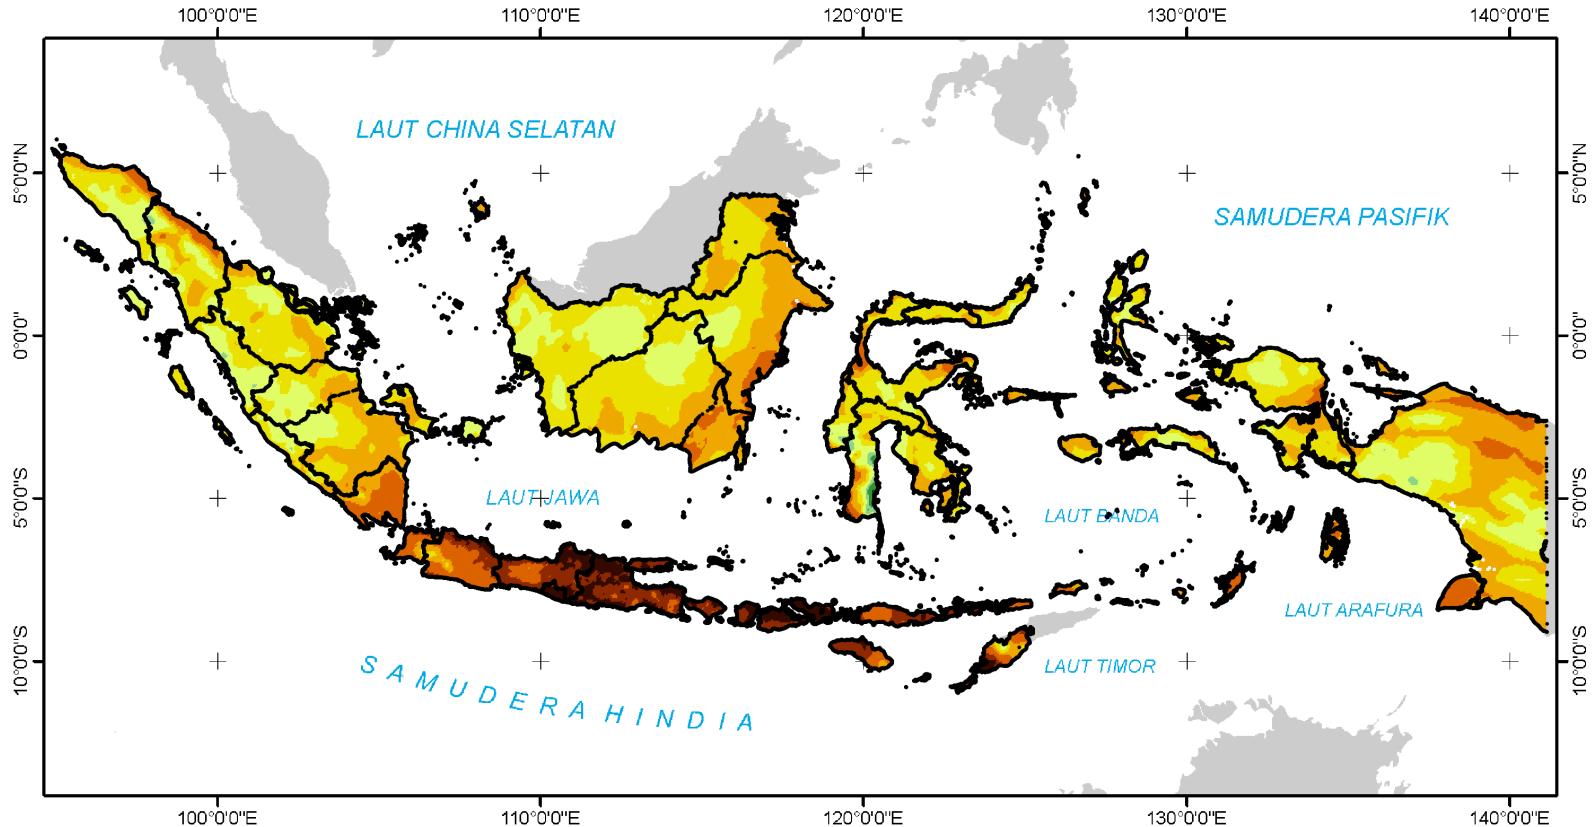 100°0'0"E 110°0'0"E 120°0'0"E 130°0'0"E 140°0'0"E
5°0'0"N 5°0'0"N
LAUT CHINA SELATAN
SAMUDERA PASIFIK
0°0'0" 0°0'0"
5°0'0"S 5°0'0"S
LAUT JAWA
LAUT BANDA
LAUT ARAFURA
10°0'0"S 10°0'0"S
LAUT TIMOR
SAMUDERA HINDIA
100°0'0"E 110°0'0"E 120°0'0"E 130°0'0"E 140°0'0"E